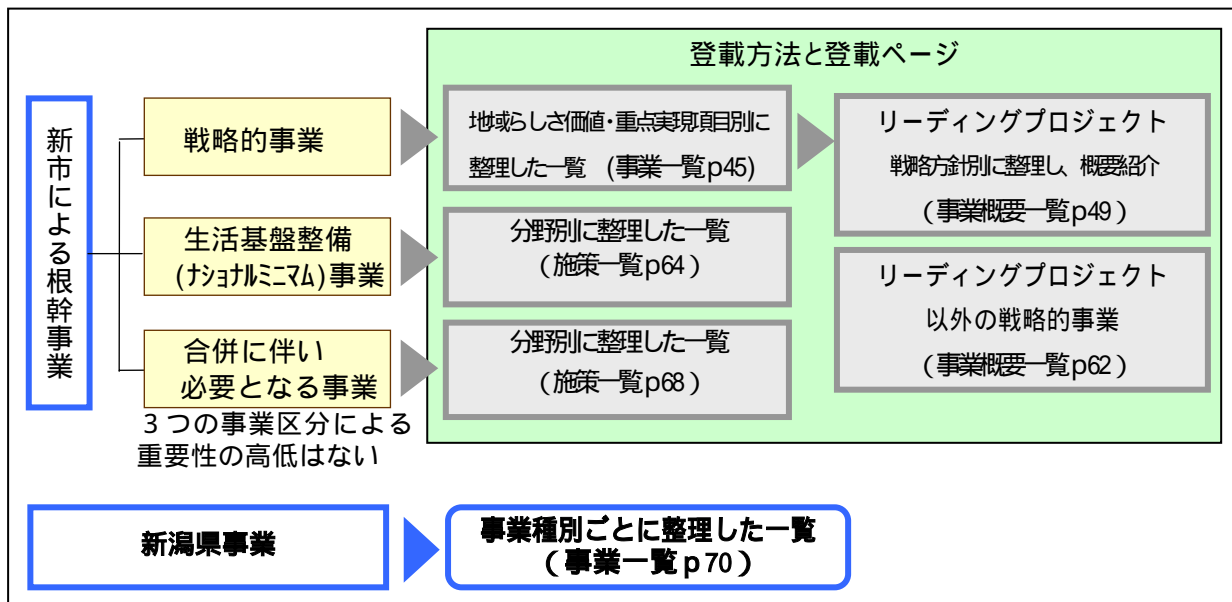 登載方法と登載ページ
新市による根幹事業
戦略的事業
地域らしさ価値・重点実現項目別に
整理した一覧 (事業一覧p45)
リーディングプロジェクト
戦略方針別に整理し、概要紹介
(事業概要一覧p49)
生活基盤整備
(ナショナルミニマム)事業
分野別に整理した一覧
(施策一覧p64)
リーディングプロジェクト
以外の戦略的事業
(事業概要一覧p62)
合併に伴い
必要となる事業
分野別に整理した一覧
(施策一覧p68)
3つの事業区分による
重要性の高低はない
新潟県事業
事業種別ごとに整理した一覧
(事業一覧p70)